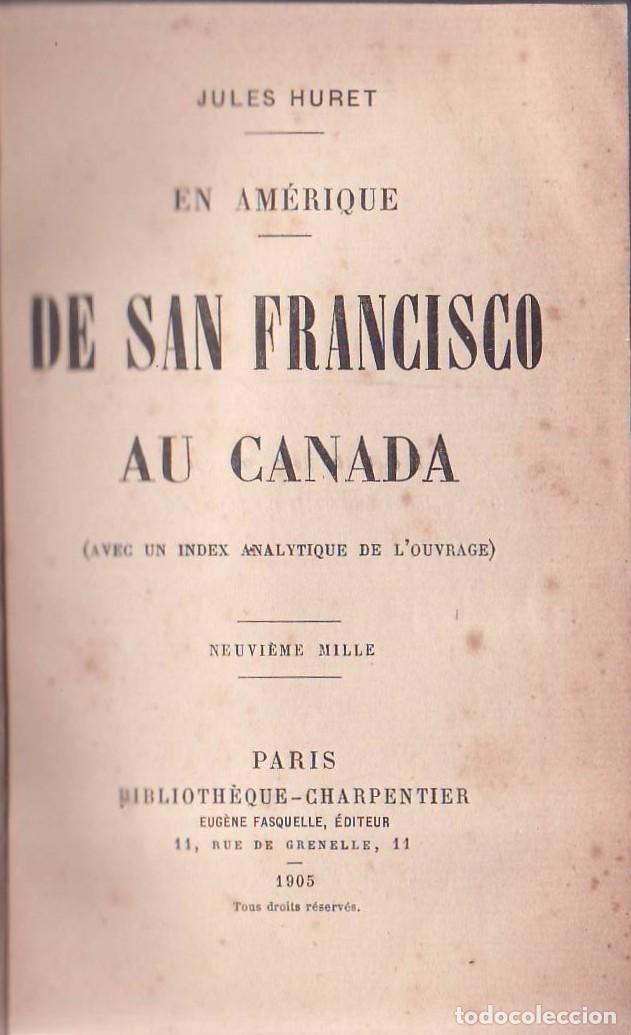 JULES HURET
EN AMÉRIQUE
DE SAN FRANCISCO
AU CANADA
(AVEC UN INDEX ANALYTIQUE DE L'OUVRAGE)
NEUVIÈME MILLE
PARIS
BIBLIOTHÈQUE-CHARPENTIER
EUGÈNE FASQUELLE, ÉDITEUR
11, RUE DE GRENELLE, 11
1905
Tous droits réservés.
todocoleccion